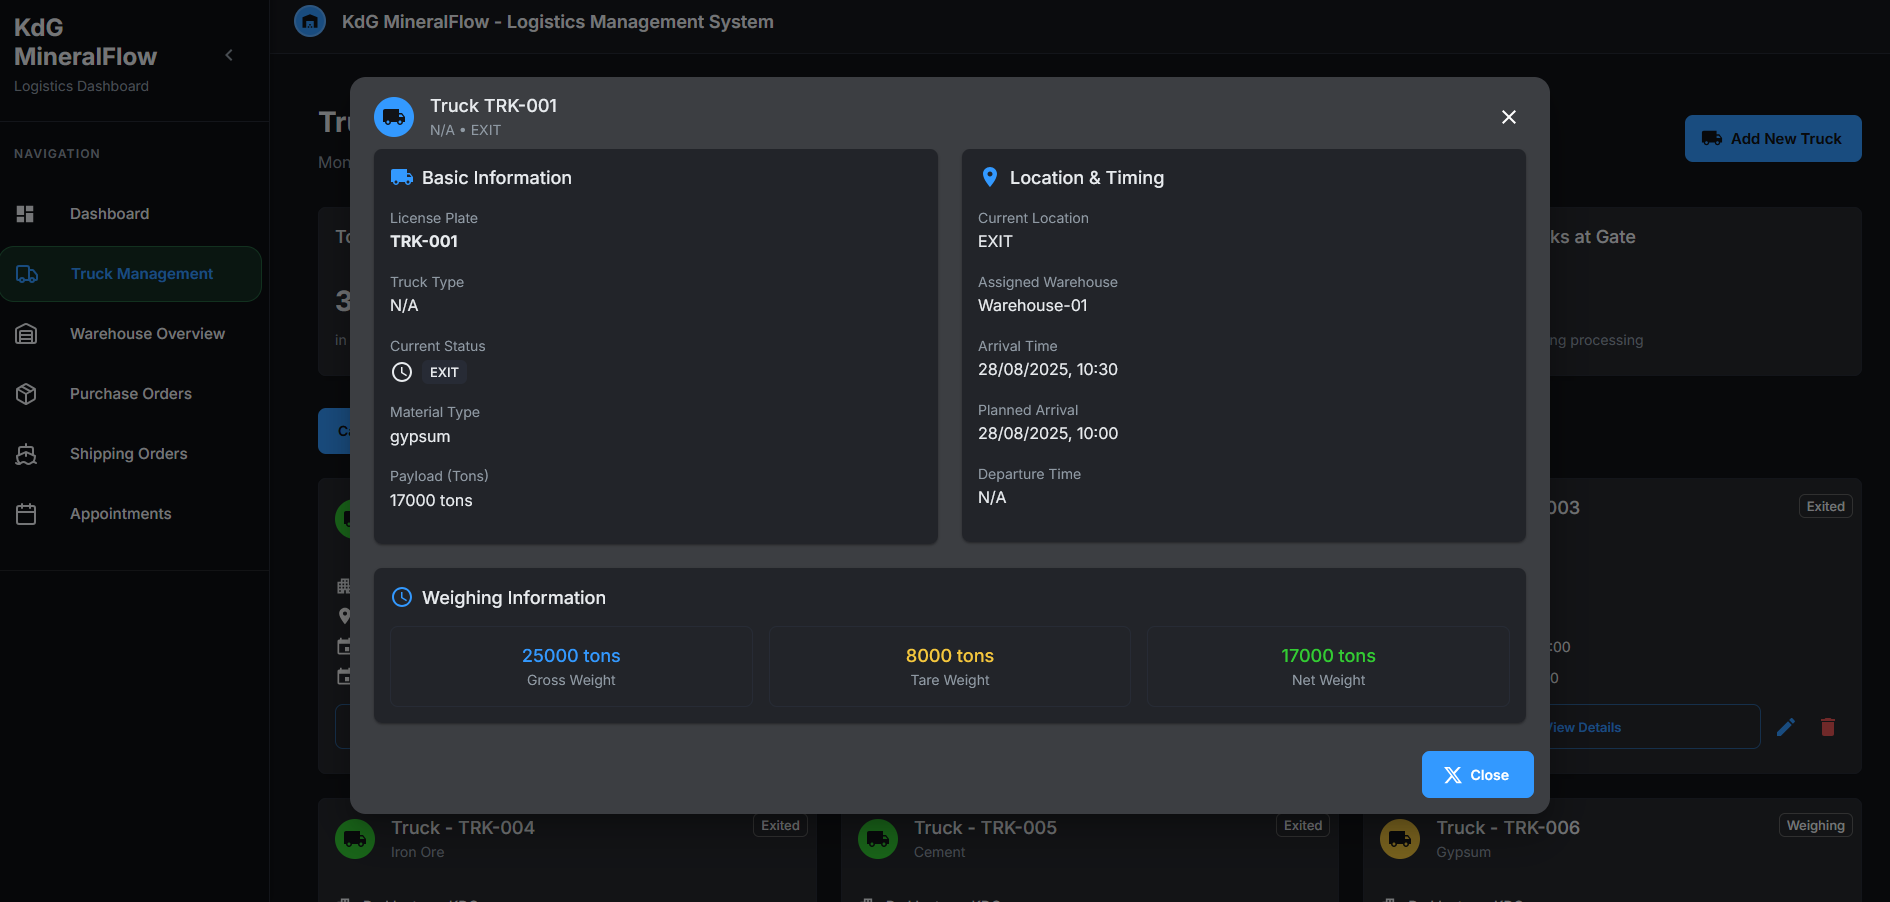 KdG
MineralFlow
Logistics Dashboard
NAVIGATION
Dashboard
Truck Management
Warehouse Overview
Purchase Orders
Shipping Orders
Appointments
KdG MineralFlow - Logistics Management System
Add New Truck
ks at Gate
ng processing
Truck TRK-001
N/A • EXIT
Basic Information
License Plate
TRK-001
Truck Type
N/A
Current Status
EXIT
Material Type
gypsum
Payload (Tons)
17000 tons
Location & Timing
Current Location
EXIT
Assigned Warehouse
Warehouse-01
Arrival Time
28/08/2025, 10:30
Planned Arrival
28/08/2025, 10:00
Departure Time
N/A
Weighing Information
25000 tons
Gross Weight
8000 tons
Tare Weight
17000 tons
Net Weight
Close
003
Exited
:00
0
View Details
Truck - TRK-004
Exited
Iron Ore
Truck - TRK-005
Exited
Cement
Truck - TRK-006
Weighing
Gypsum